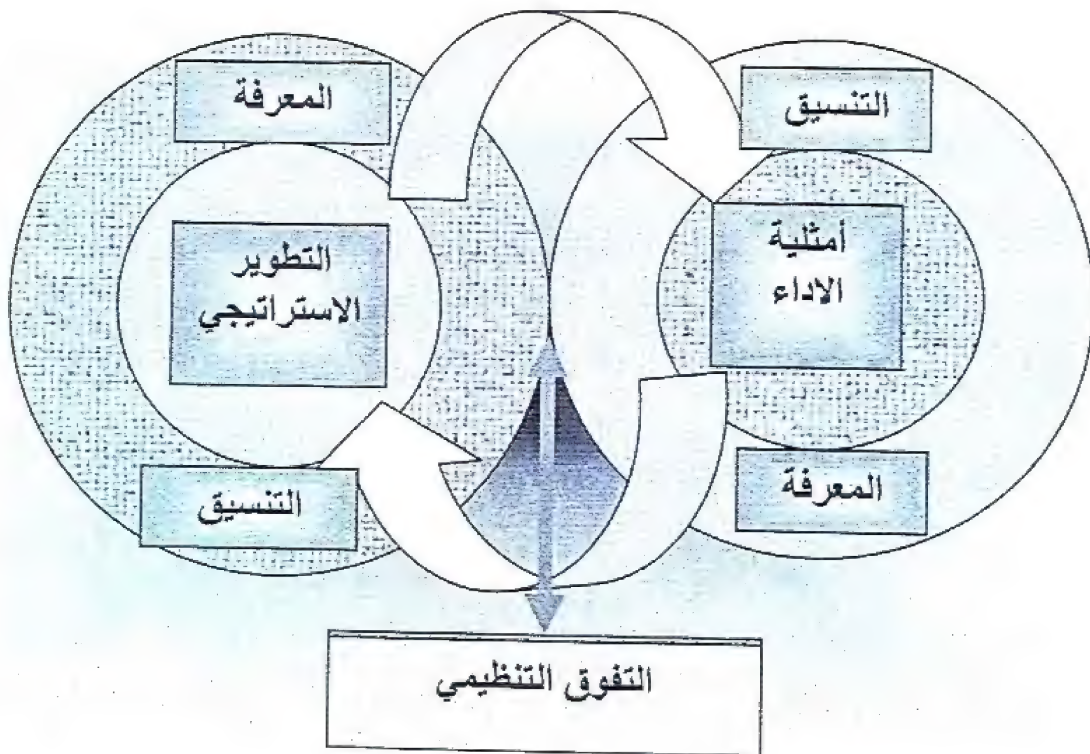 التنسيق
المعرفة
أمثلية
الاداء
التطوير
الاستراتيجي
المعرفة
التنسيق
التفوق التنظيمي